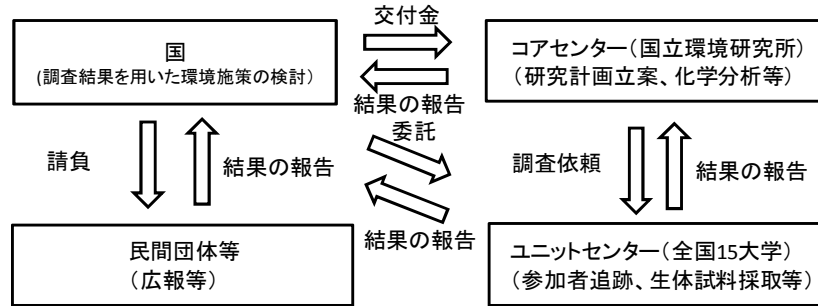 交付金
国
(調査結果を用いた環境施策の検討)
コアセンター(国立環境研究所)
(研究計画立案、化学分析等)
結果の報告
委託
請負
結果の報告
調査依頼
結果の報告
結果の報告
民間団体等
(広報等)
ユニットセンター(全国15大学)
(参加者追跡、生体試料採取等)